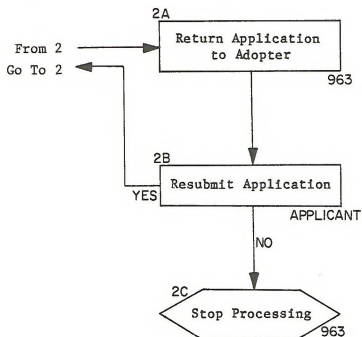 2A
From 2
Go To 2
Return Application
to Adopter
963
2B
Resubmit Application
YES
APPLICANT
NO
2C
Stop Processing
963